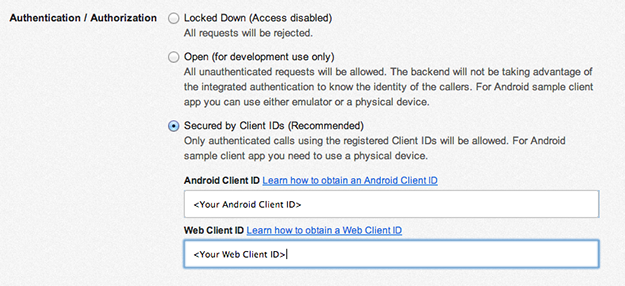 Authentication / Authorization
Locked Down (Access disabled)
All requests will be rejected.
Open (for development use only)
All unauthenticated requests will be allowed. The backend will not be taking advantage of
the integrated authentication to know the identity of the callers. For Android sample client
app you can use either emulator or a physical device.
Secured by Client IDs (Recommended)
Only authenticated calls using the registered Client IDs will be allowed. For Android
sample client app you need to use a physical device.
Android Client ID Learn how to obtain an Android Client ID
<Your Android Client ID>
Web Client ID Learn how to obtain a Web Client ID
<Your Web Client ID>